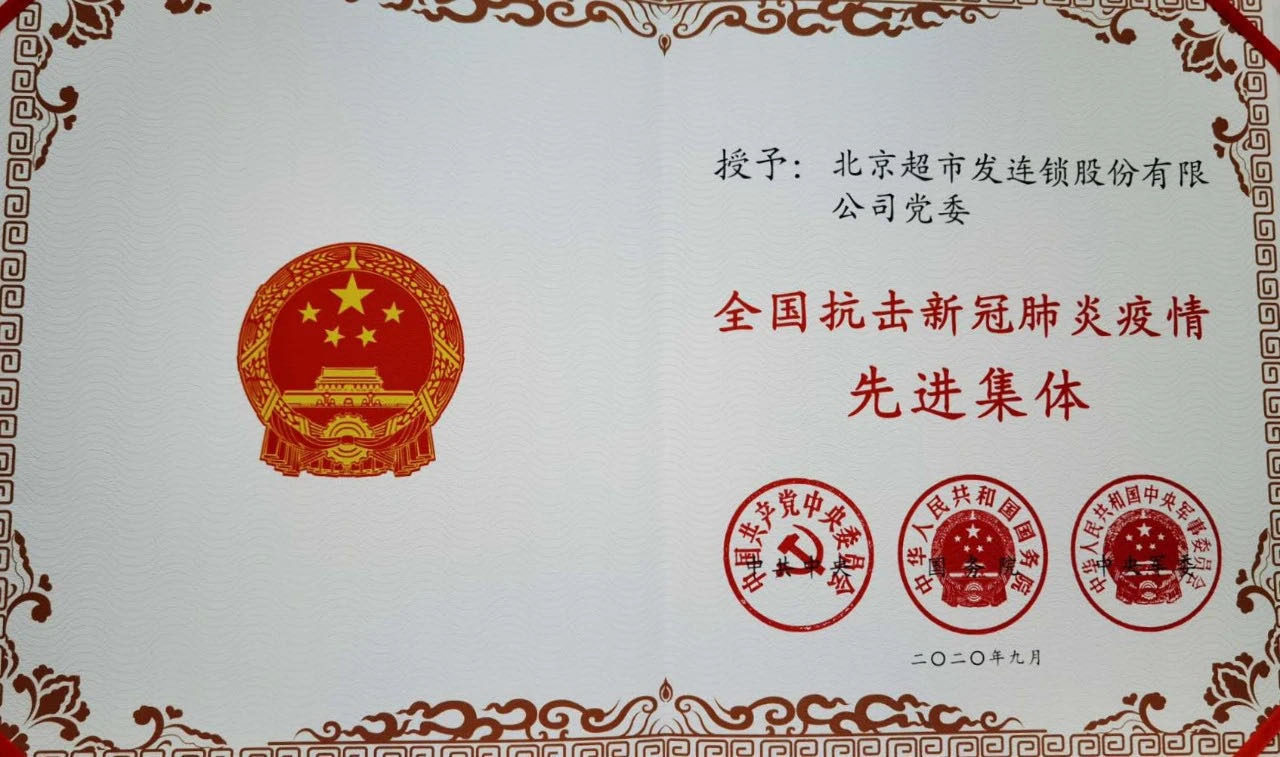 授予：北京超市发连锁股份有限
公司党委
全国抗击新冠肺炎疫情
先进集体
中国共产党中央委员会
中共中央
中华人民共和国国务院
国务院
中华人民共和国中央军事委员会
中央军委
二〇二〇年九月